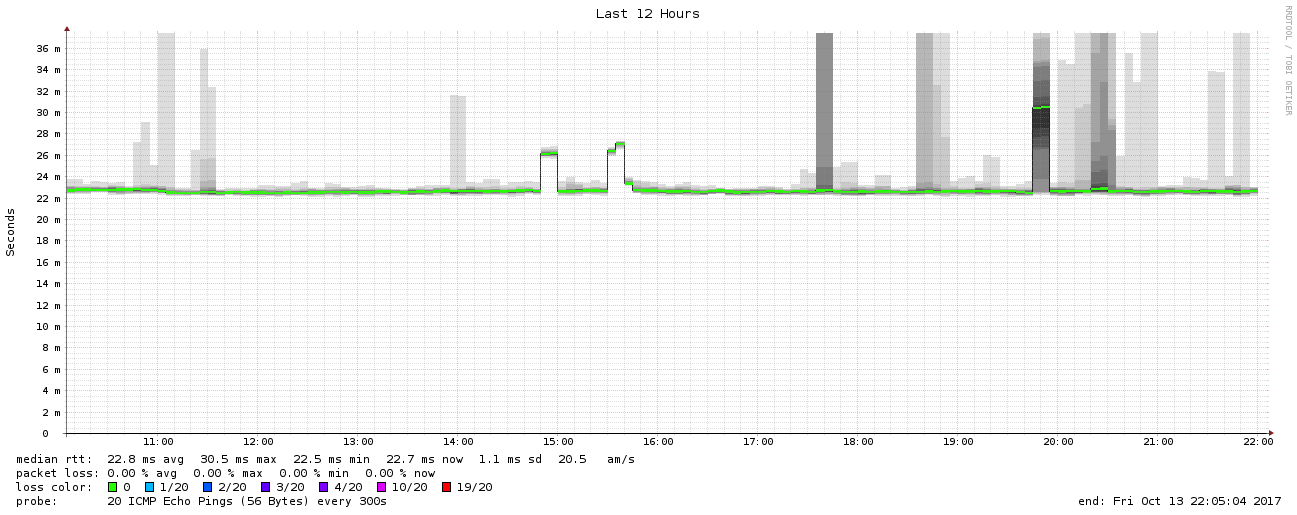 Last 12 Hours
RRDTOOL / TOBI OETIKER
Seconds
36 m
34 m
32 m
30 m
28 m
26 m
24 m
22 m
20 m
18 m
16 m
14 m
12 m
10 m
8 m
6 m
4 m
2 m
0
11:00 12:00 13:00 14:00 15:00 16:00 17:00 18:00 19:00 20:00 21:00 22:00
median rtt: 22.8 ms avg 30.5 ms max 22.5 ms min 22.7 ms now 1.1 ms sd 20.5 am/s
packet loss: 0.00 % avg 0.00 % max 0.00 % min 0.00 % now
loss color: 0 1/20 2/20 3/20 4/20 10/20 19/20
probe: 20 ICMP Echo Pings (56 Bytes) every 300s end: Fri Oct 13 22:05:04 2017